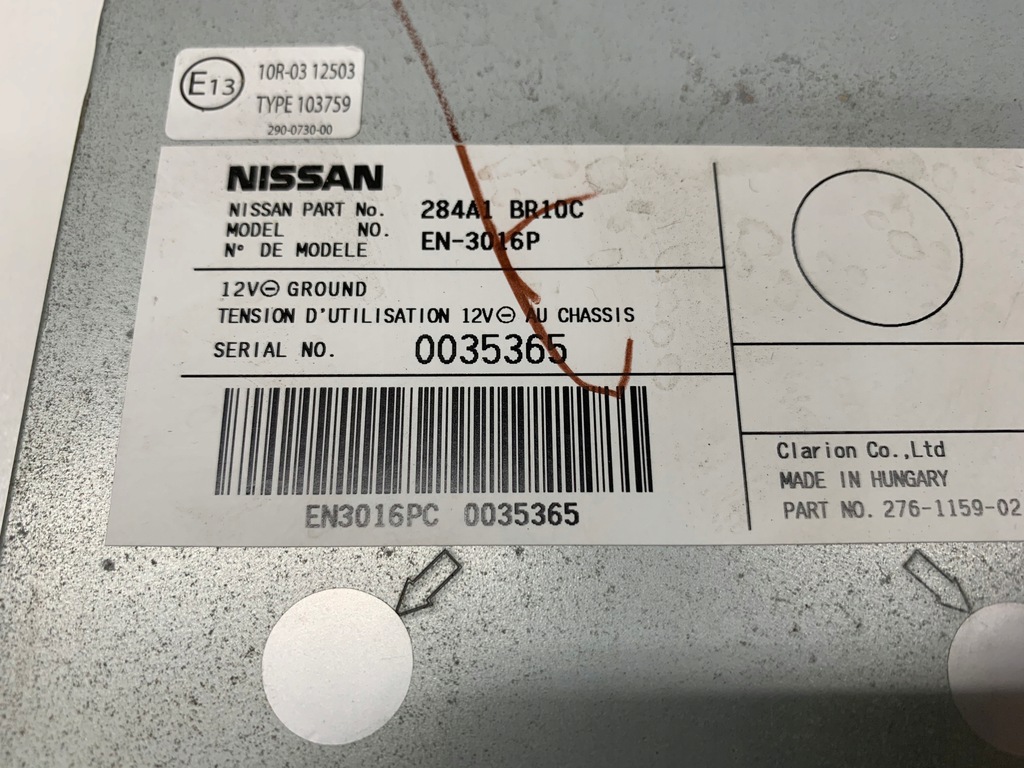 E13
10R-03 12503
TYPE 103759
290-0730-00
NISSAN
NISSAN PART No. 284A1 BR10C
MODEL NO. EN-3016P
N° DE MODELE
12V⊖ GROUND
TENSION D'UTILISATION 12V⊖ AU CHASSIS
SERIAL NO. 0035365
EN3016PC 0035365
Clarion Co.,Ltd
MADE IN HUNGARY
PART NO. 276-1159-02